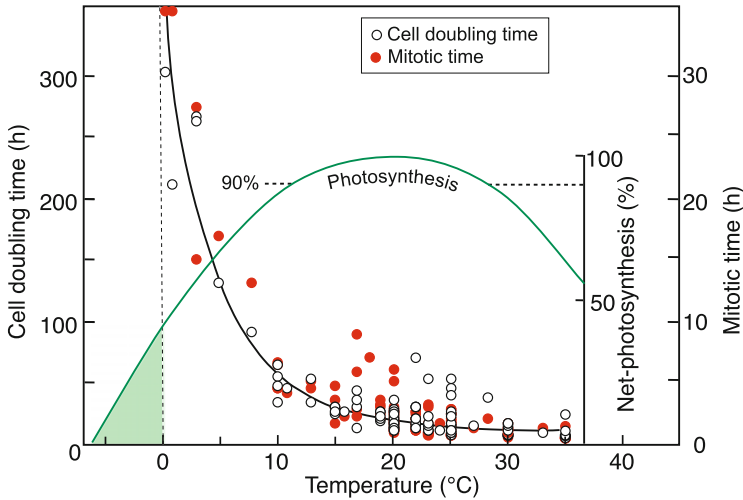 Cell doubling time
Mitotic time
Cell doubling time (h)
300
200
100
0
90%
Photosynthesis
100
50
Net-photosynthesis (%)
30
20
10
0
Mitotic time (h)
0
10
20
30
40
Temperature (°C)